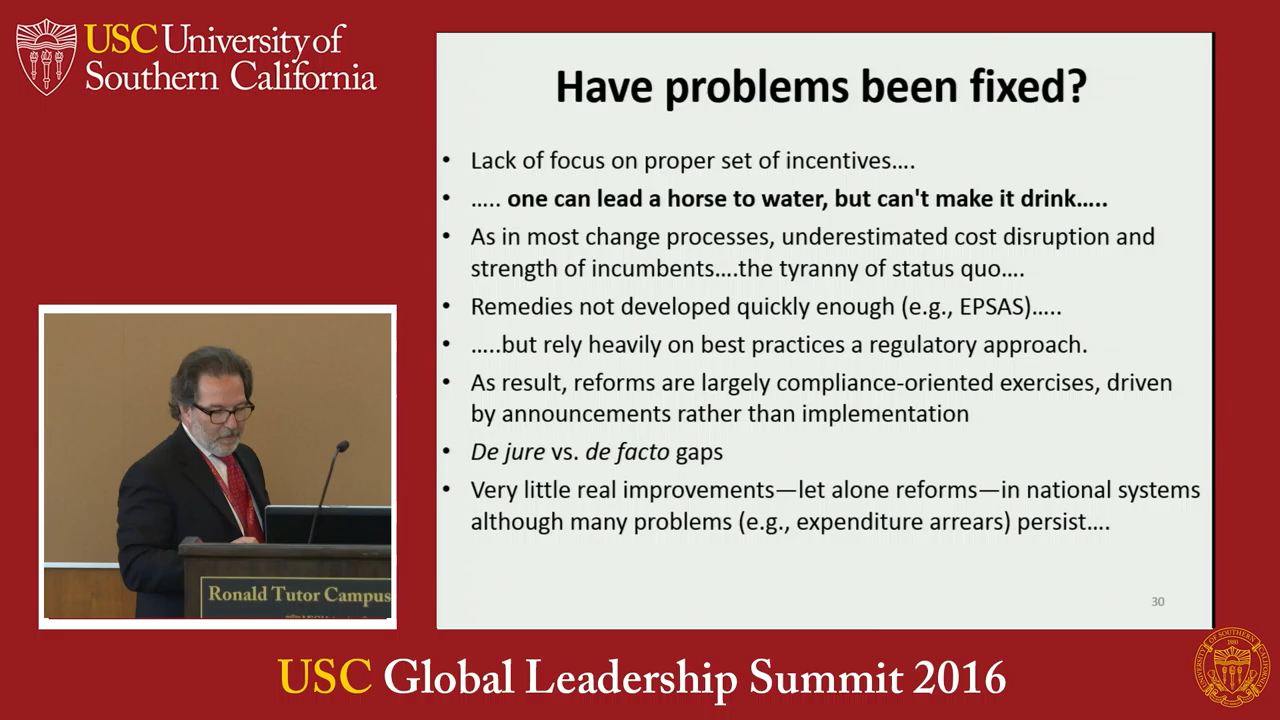 USC University of
Southern California
Have problems been fixed?
• Lack of focus on proper set of incentives….
• ….. one can lead a horse to water, but can't make it drink…..
• As in most change processes, underestimated cost disruption and
strength of incumbents….the tyranny of status quo….
• Remedies not developed quickly enough (e.g., EPSAS)…..
• …..but rely heavily on best practices a regulatory approach.
• As result, reforms are largely compliance-oriented exercises, driven
by announcements rather than implementation
• De jure vs. de facto gaps
• Very little real improvements—let alone reforms—in national systems
although many problems (e.g., expenditure arrears) persist….
30
Ronald Tutor Campus
USC Global Leadership Summit 2016